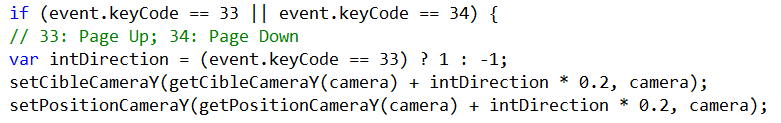 if (event.keyCode == 33 || event.keyCode == 34) {
// 33: Page Up; 34: Page Down
var intDirection = (event.keyCode == 33) ? 1 : -1;
setCibleCameraY(getCibleCameraY(camera) + intDirection * 0.2, camera);
setPositionCameraY(getPositionCameraY(camera) + intDirection * 0.2, camera);